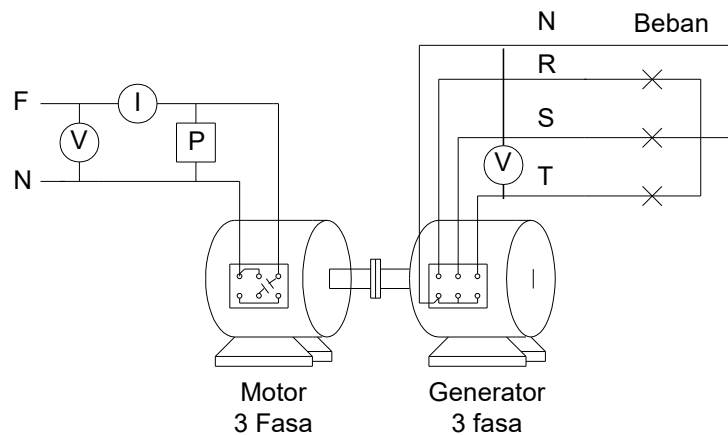 N Beban
R
F I
S
V P
V
N T
Motor
3 Fasa
Generator
3 fasa